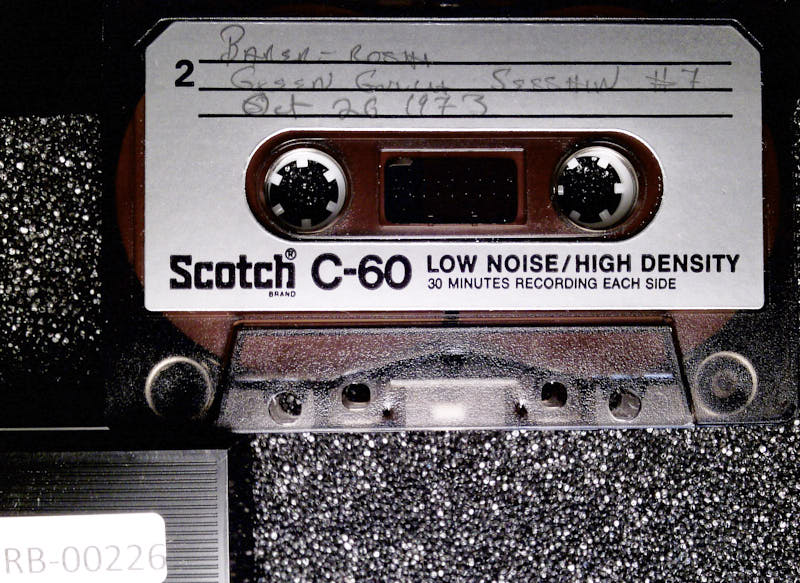 2
BAKER-ROSHI
GREEN GULCH SESSHIN #7
Oct 26 1973
Scotch® C-60 LOW NOISE/HIGH DENSITY
BRAND 30 MINUTES RECORDING EACH SIDE
RB-00226